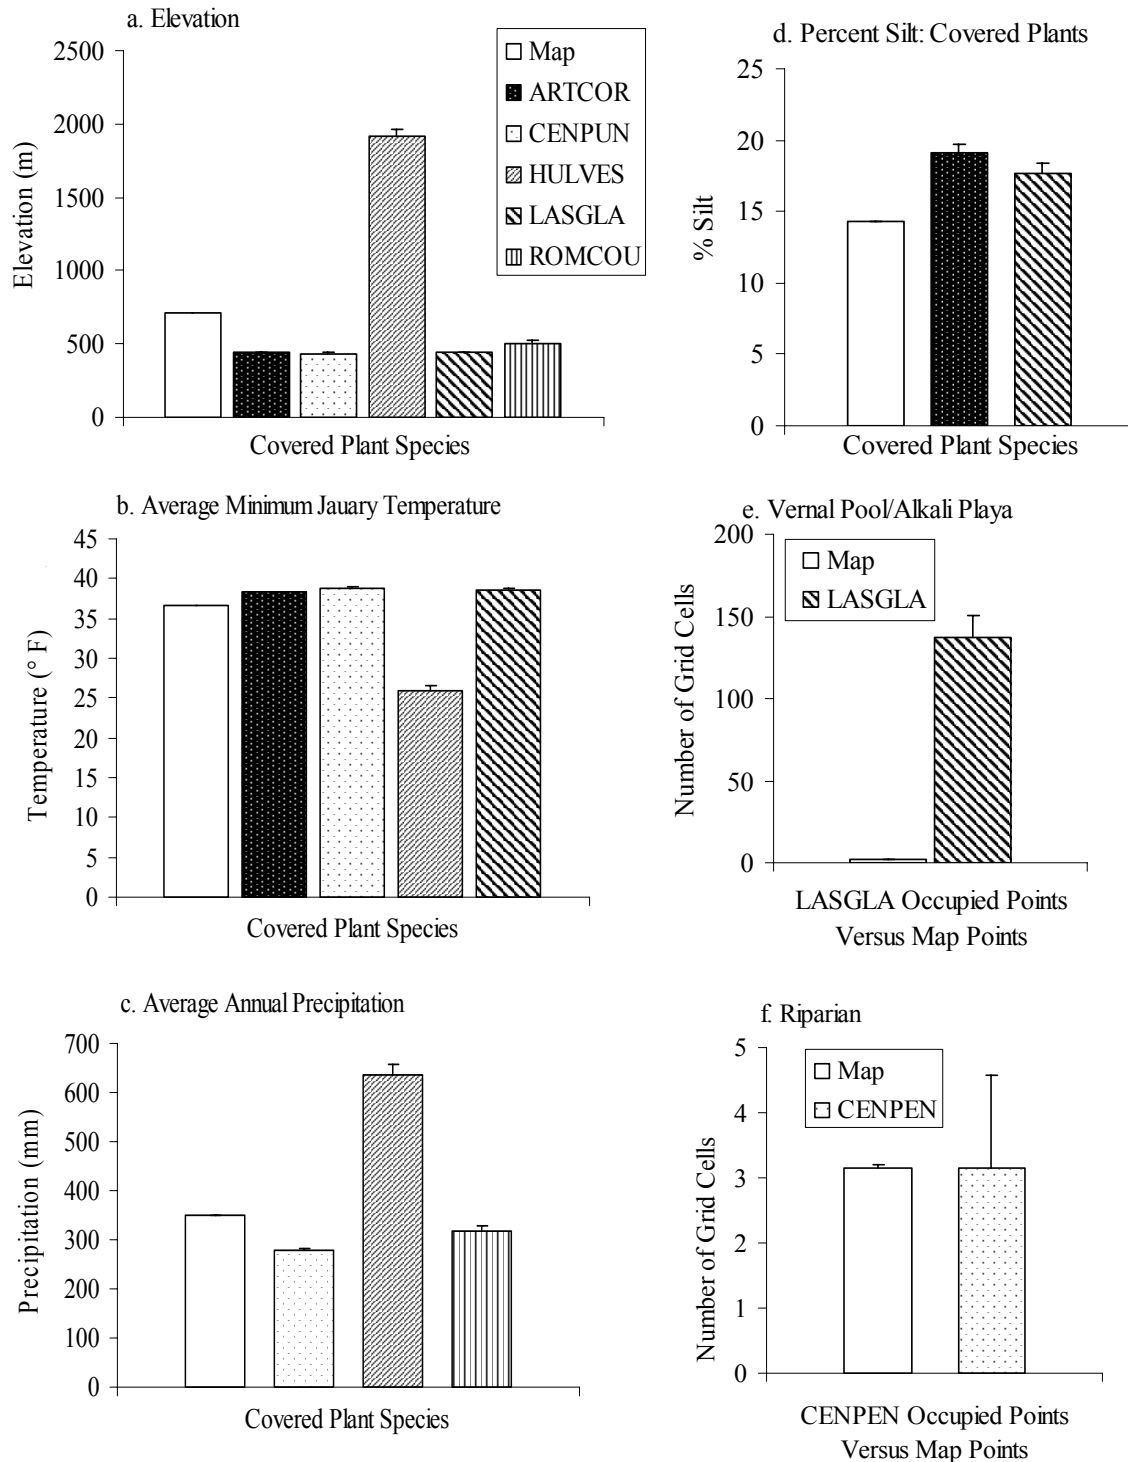 a. Elevation
Elevation (m)
2500
2000
1500
1000
500
0
Map
ARTCOR
CENPUN
HULVES
LASGLA
ROMCOU
Covered Plant Species
d. Percent Silt: Covered Plants
% Silt
25
20
15
10
5
0
Covered Plant Species
b. Average Minimum Jauary Temperature
Temperature (° F)
45
40
35
30
25
20
15
10
5
0
Covered Plant Species
e. Vernal Pool/Alkali Playa
Number of Grid Cells
200
150
100
50
0
Map
LASGLA
LASGLA Occupied Points
Versus Map Points
c. Average Annual Precipitation
Precipitation (mm)
700
600
500
400
300
200
100
0
Covered Plant Species
f. Riparian
Number of Grid Cells
5
4
3
2
1
0
Map
CENPEN
CENPEN Occupied Points
Versus Map Points